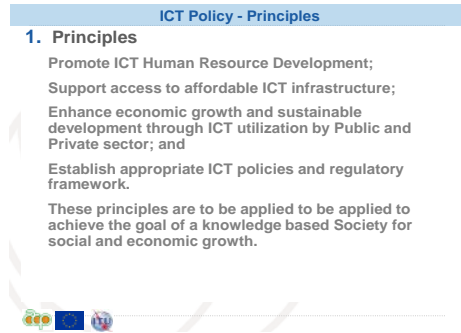 ICT Policy - Principles
1. Principles
Promote ICT Human Resource Development;
Support access to affordable ICT infrastructure;
Enhance economic growth and sustainable
development through ICT utilization by Public and
Private sector; and
Establish appropriate ICT policies and regulatory
framework.
These principles are to be applied to be applied to
achieve the goal of a knowledge based Society for
social and economic growth.
acp
ITU